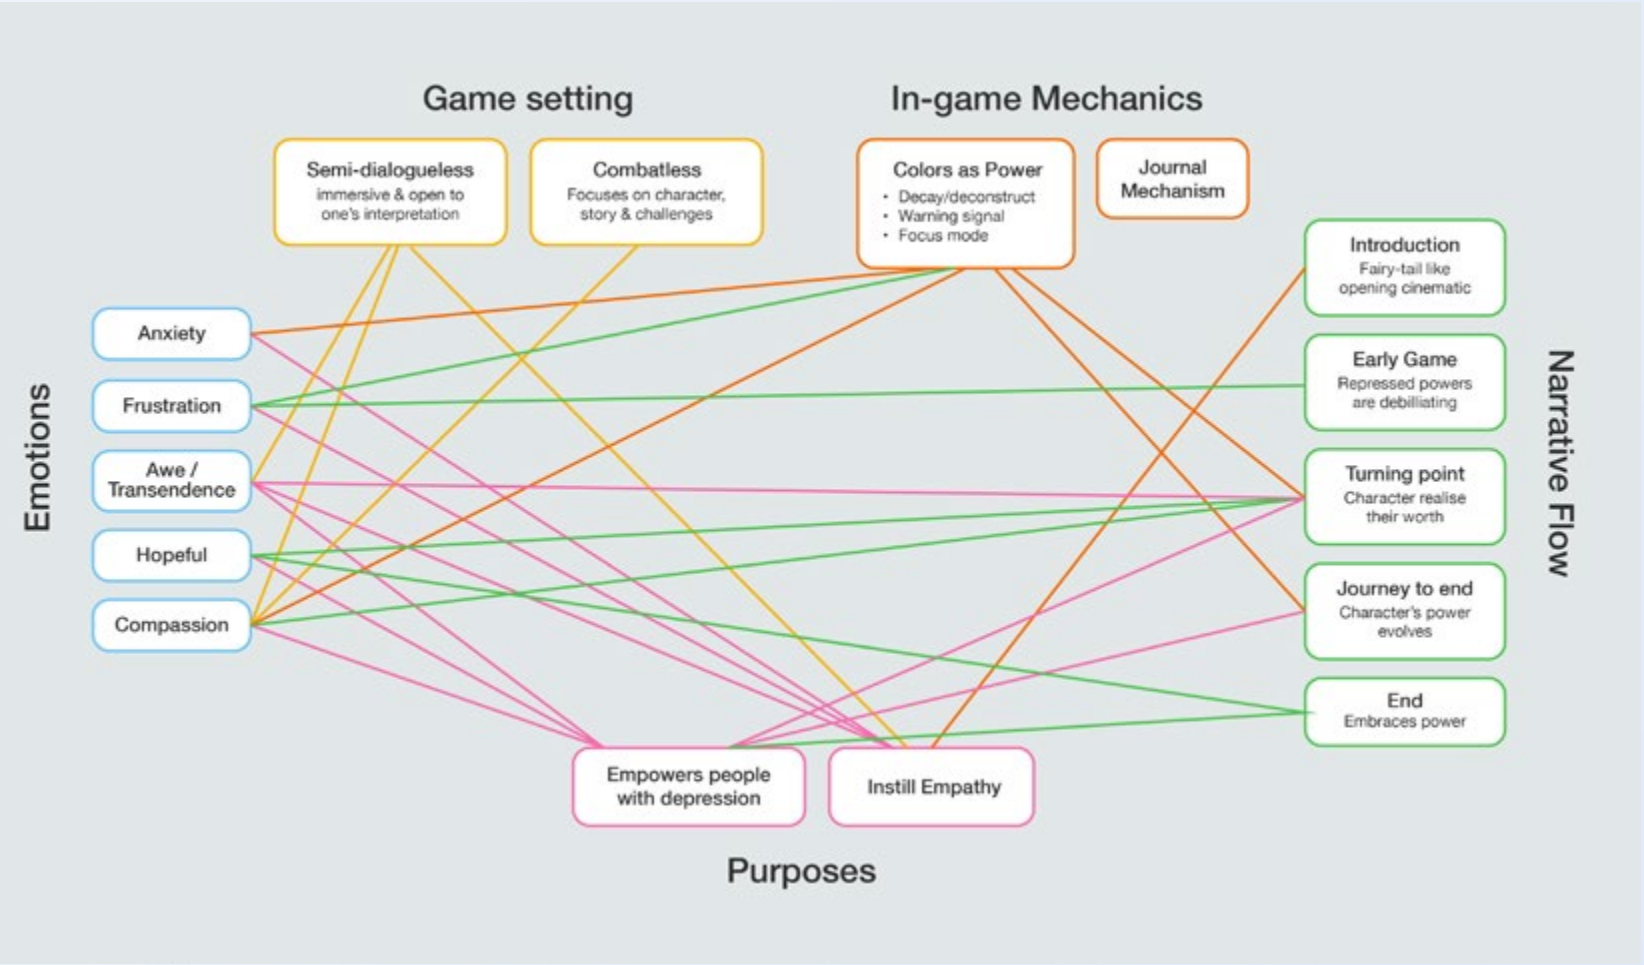 Game setting
In-game Mechanics
Semi-dialogueless
immersive & open to
one's interpretation
Combatless
Focuses on character,
story & challenges
Colors as Power
• Decay/deconstruct
• Warning signal
• Focus mode
Journal
Mechanism
Emotions
Anxiety
Frustration
Awe /
Transendence
Hopeful
Compassion
Introduction
Fairy-tail like
opening cinematic
Early Game
Repressed powers
are debilliating
Turning point
Character realise
their worth
Journey to end
Character's power
evolves
End
Embraces power
Narrative Flow
Empowers people
with depression
Instill Empathy
Purposes